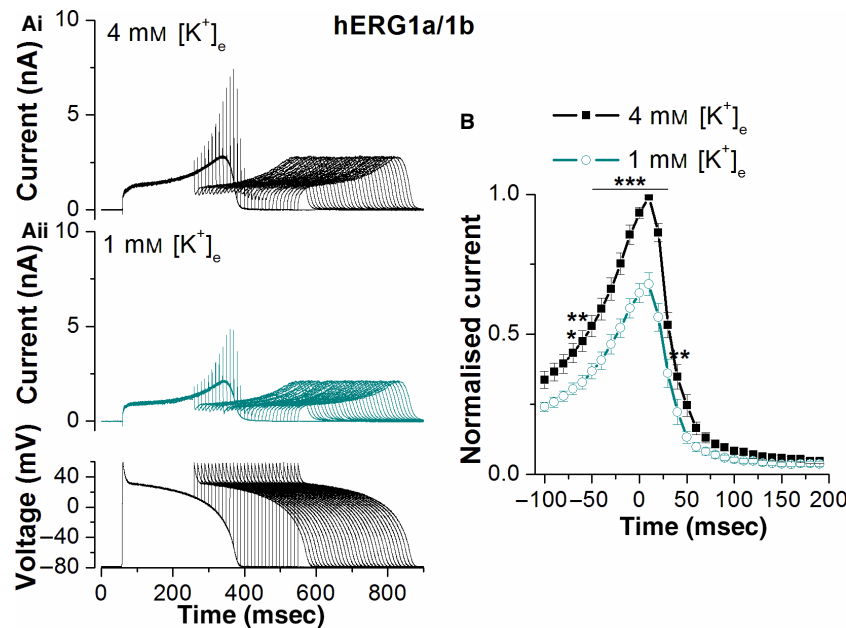 Ai
hERG1a/1b
10
4 mM [K⁺]ₑ
5
0
Current (nA)
Aii
10
1 mM [K⁺]ₑ
5
0
Current (nA)
40
0
−40
−80
Voltage (mV)
0 200 400 600 800
Time (msec)
B
4 mM [K⁺]ₑ
1 mM [K⁺]ₑ
1.0
0.5
0.0
Normalised current
***
**
*
**
−100 −50 0 50 100 150 200
Time (msec)